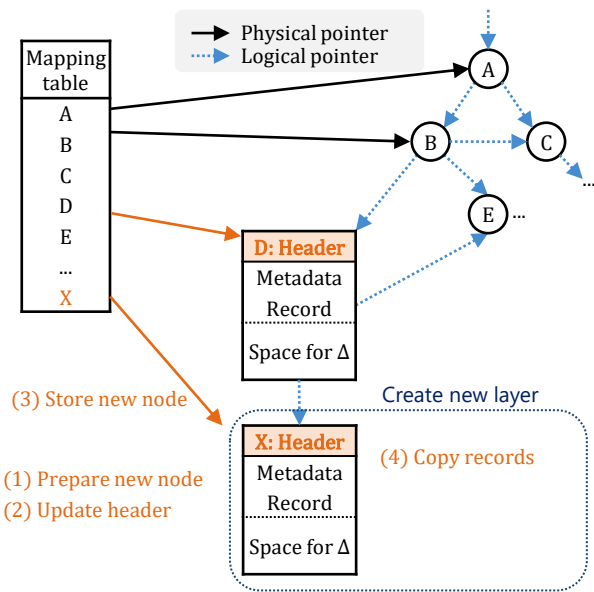 Physical pointer
Logical pointer
Mapping
table
A
B
C
D
E
...
X
A
B
C
...
E
...
D: Header
Metadata
Record
Space for Δ
(3) Store new node
Create new layer
X: Header
Metadata
Record
Space for Δ
(4) Copy records
(1) Prepare new node
(2) Update header